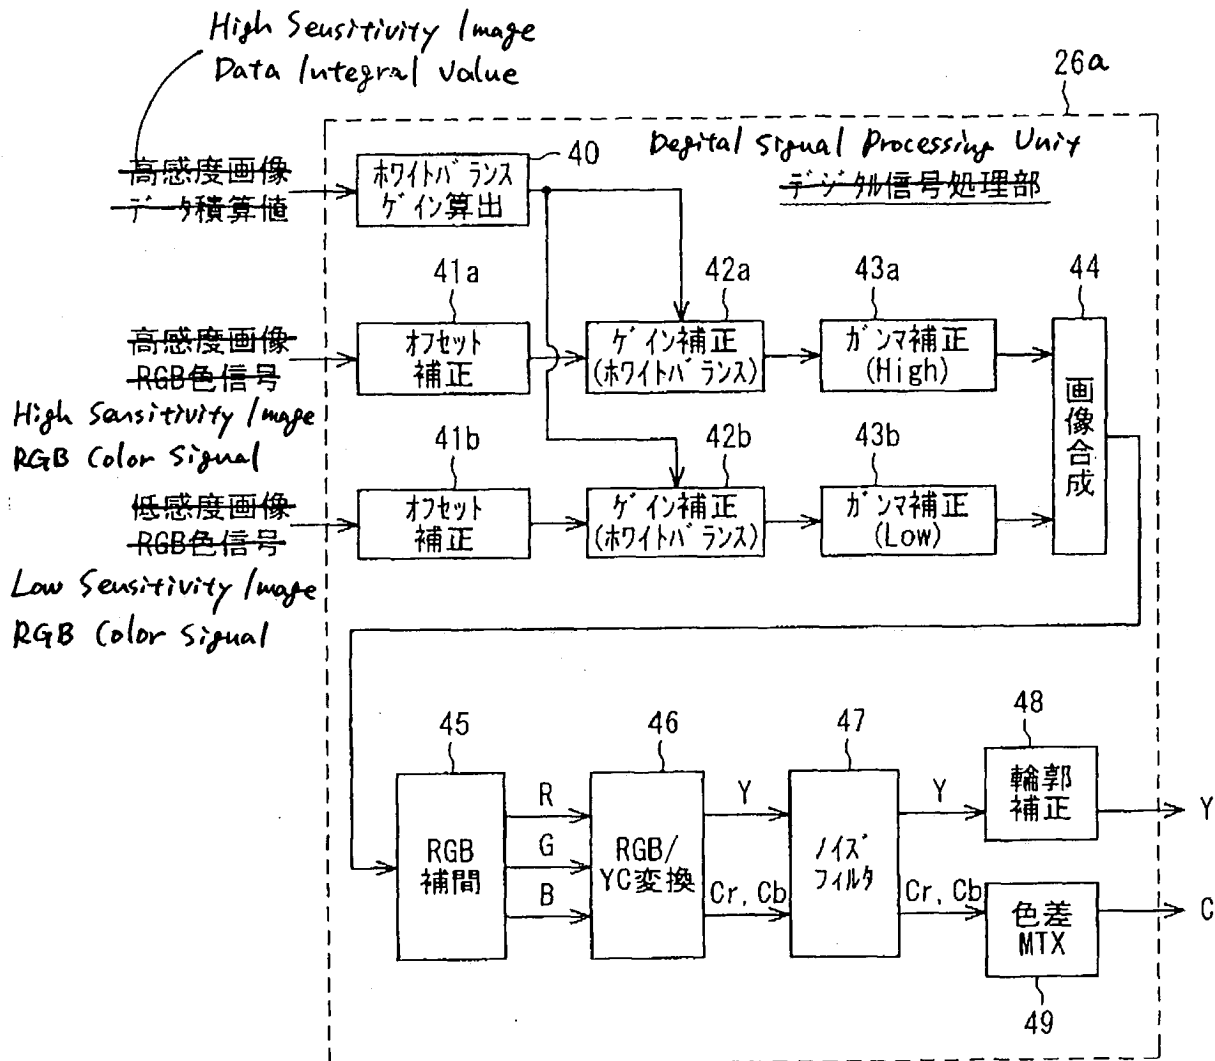 High Sensitivity Image
Data Integral Value
26a
高感度画像
データ積算値
ホワイトバランス
ゲイン算出
40
Degital Signal Processing Unit
デジタル信号処理部
41a
42a
43a
44
高感度画像
RGB色信号
High Sensitivity Image
RGB Color Signal
オフセット
補正
ゲイン補正
(ホワイトバランス)
ガンマ補正
(High)
画像合成
41b
42b
43b
低感度画像
RGB色信号
Low Sensitivity Image
RGB Color Signal
オフセット
補正
ゲイン補正
(ホワイトバランス)
ガンマ補正
(Low)
45
46
47
48
RGB
補間
R
G
B
RGB/
YC変換
Y
Cr, Cb
ノイズ
フィルタ
Y
Cr, Cb
輪郭
補正
Y
色差
MTX
C
49